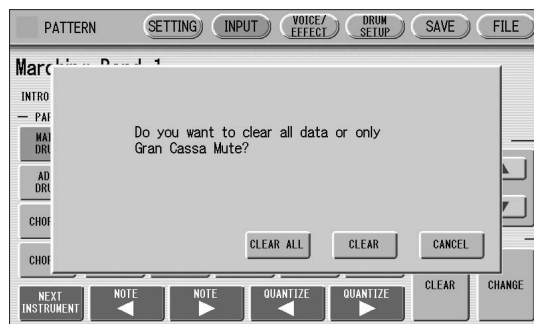 PATTERN SETTING INPUT VOICE/ EFFECT DRUM SETUP SAVE FILE
INTRO
Do you want to clear all data or only
Gran Cassa Mute?
CLEAR ALL CLEAR CANCEL
CLEAR CHANGE
NEXT INSTRUMENT NOTE NOTE QUANTIZE QUANTIZE